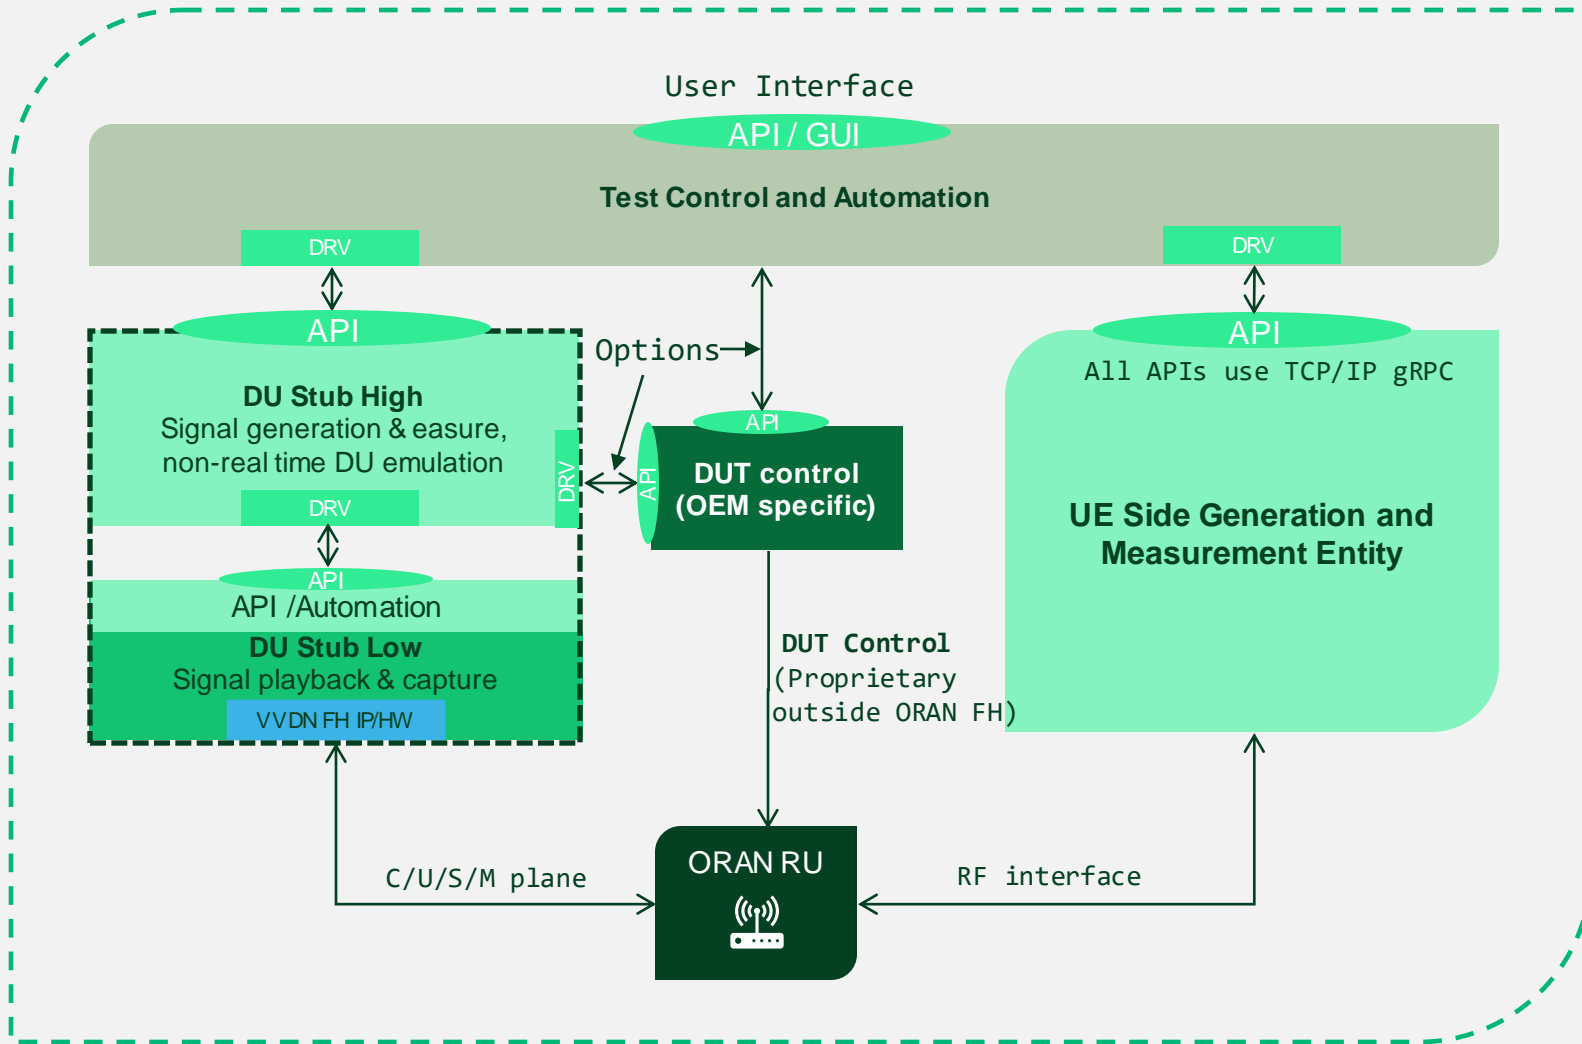 User Interface
API / GUI
Test Control and Automation
DRV
DRV
API
API
Options
All APIs use TCP/IP gRPC
DU Stub High
Signal generation & easure,
non-real time DU emulation
DRV
DRV
API
API
DUT control
(OEM specific)
UE Side Generation and
Measurement Entity
API
API /Automation
DU Stub Low
Signal playback & capture
VVDN FH IP/HW
DUT Control
(Proprietary
outside ORAN FH)
C/U/S/M plane
ORAN RU
RF interface